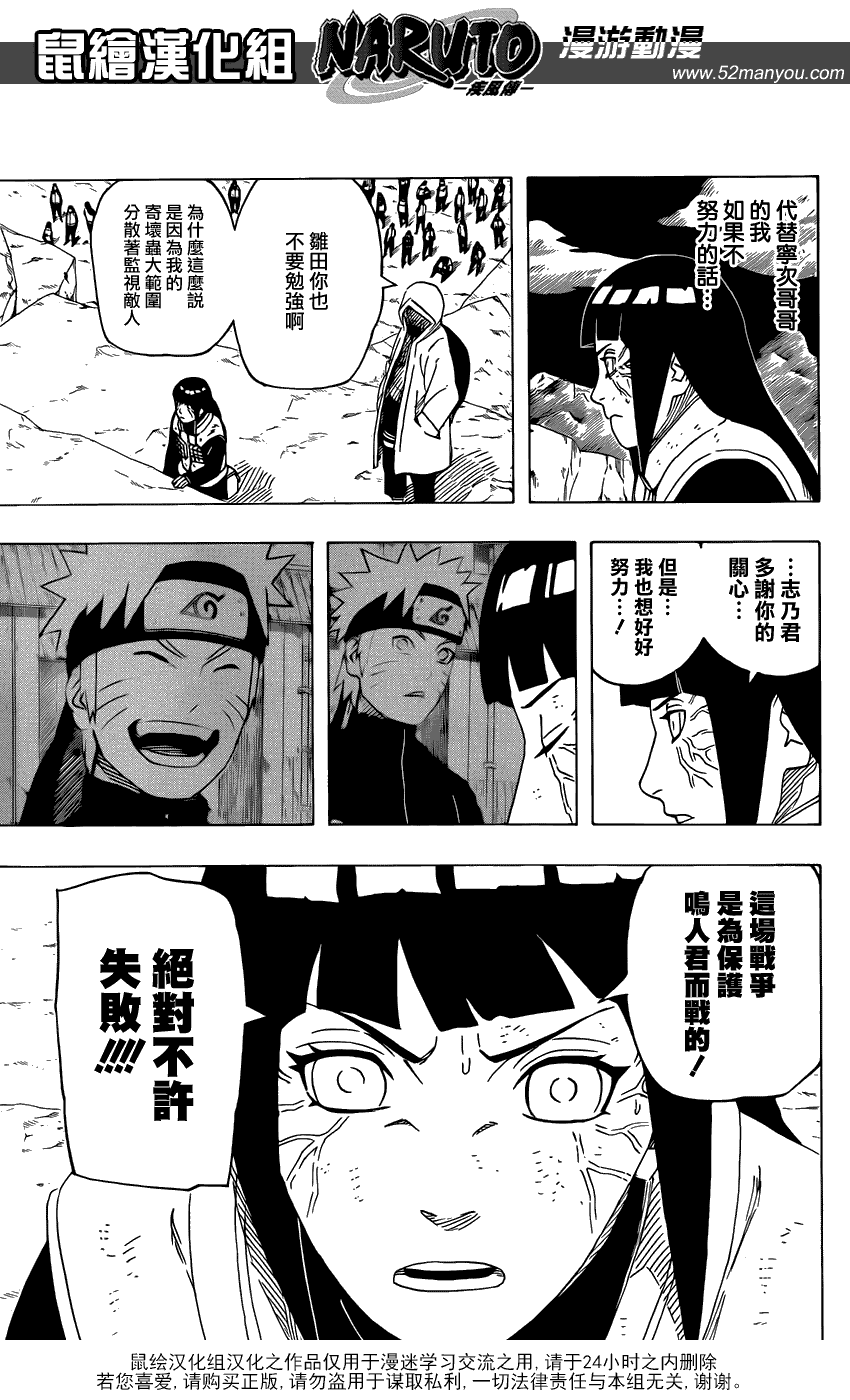 鼠繪漢化組
NARUTO
疾風傳
漫游動漫
www.52manyou.com
代替寧次哥哥
的我
如果不
努力的話…
雛田你也
不要勉強啊
為什麼這麼説
是因為我的
寄壞蟲大範圍
分散著監視敵人
…志乃君
多謝你的
關心…
但是…
我也想好好
努力…！
這場戰爭
是為保護
鳴人君而戰的！
絕對不許
失敗!!!!
鼠绘汉化组汉化之作品仅用于漫迷学习交流之用, 请于24小时之内删除
若您喜爱, 请购买正版, 请勿盗用于谋取私利, 一切法律责任与本组无关, 谢谢。